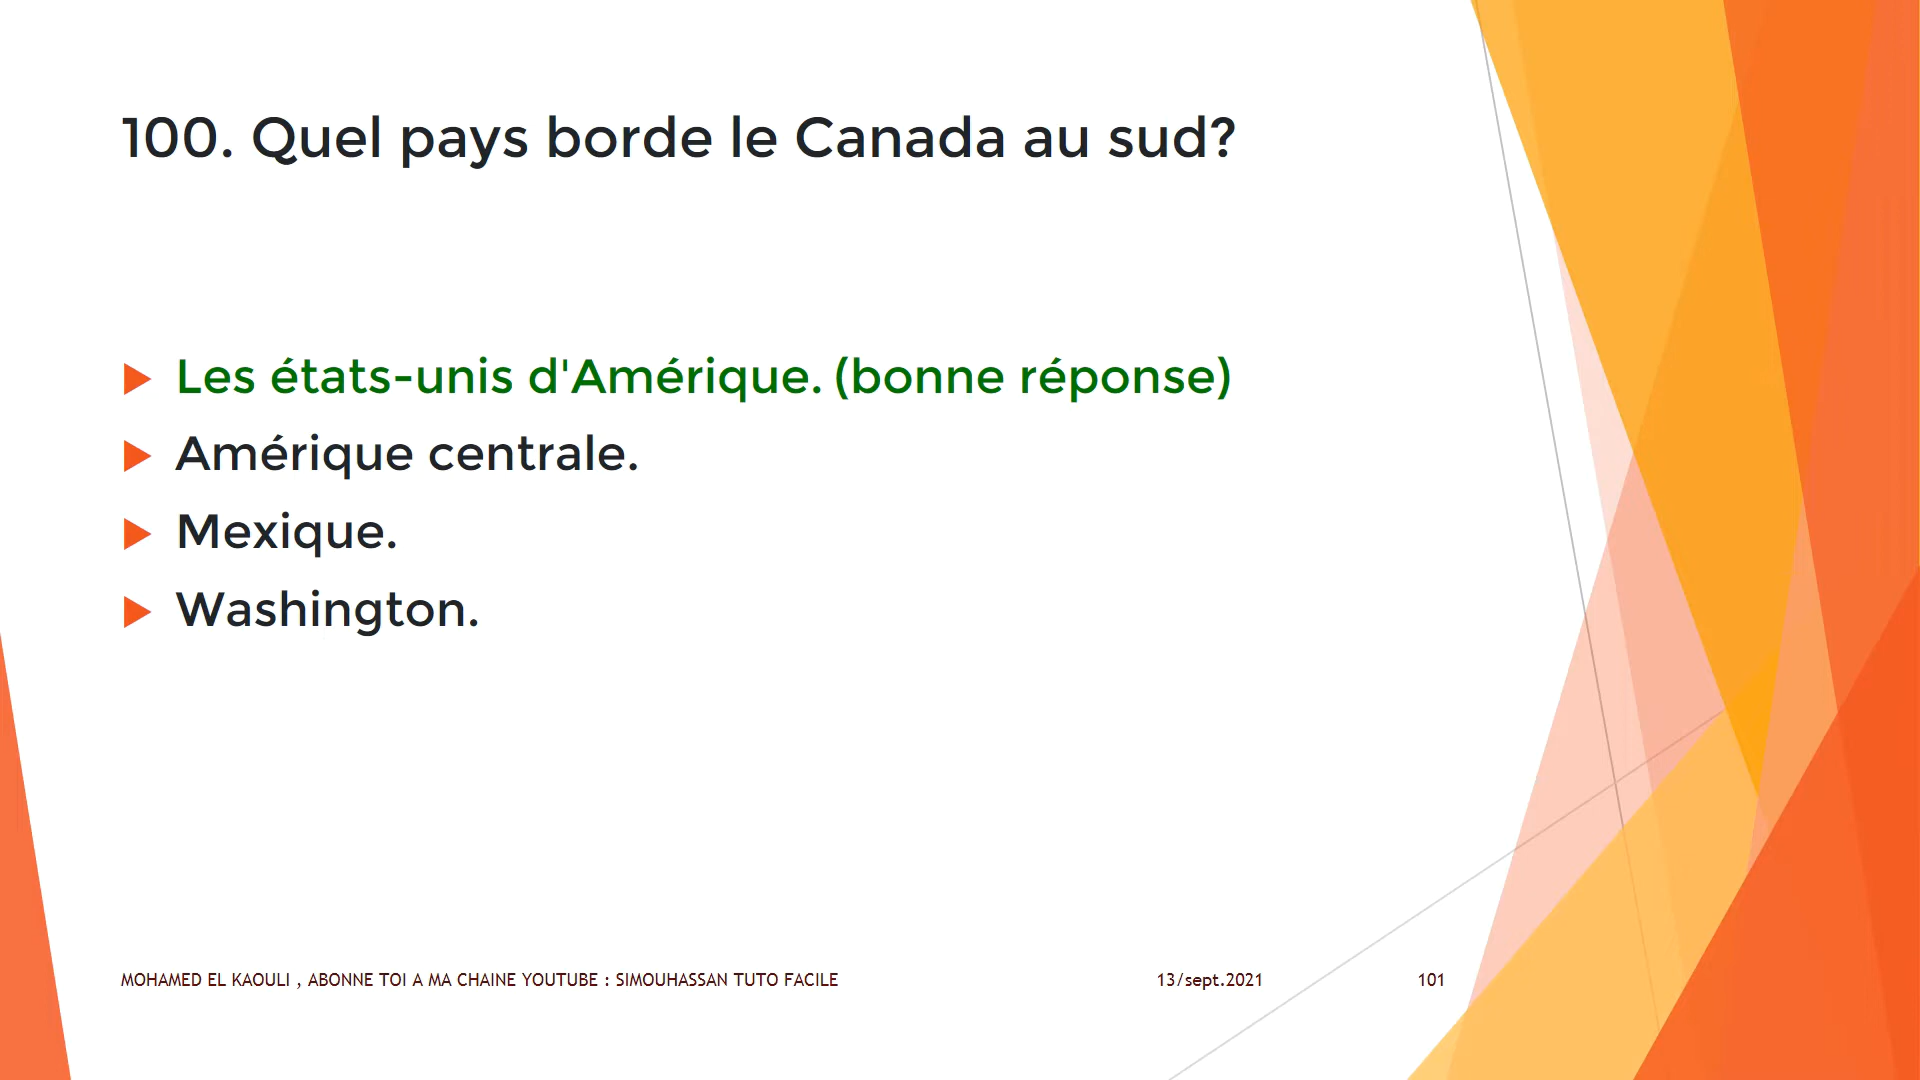 100. Quel pays borde le Canada au sud?
Les états-unis d'Amérique. (bonne réponse)
Amérique centrale.
Mexique.
Washington.
MOHAMED EL KAOULI , ABONNE TOI A MA CHAINE YOUTUBE : SIMOUHASSAN TUTO FACILE 13/sept.2021 101